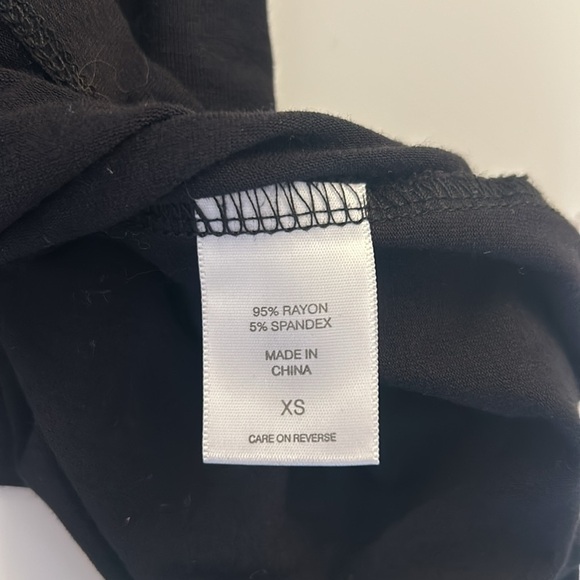 95% RAYON
5% SPANDEX
MADE IN
CHINA
XS
CARE ON REVERSE